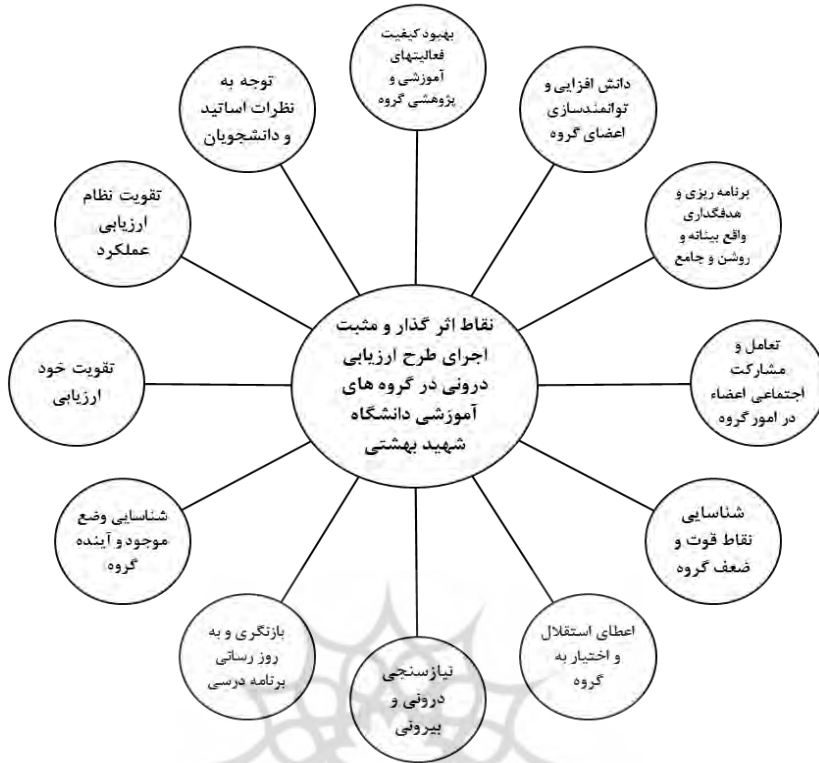 بهبود کیفیت
فعالیتهای
آموزشی و
پژوهشی گروه
دانش افزایی و
توانمندسازی
اعضای گروه
برنامه ریزی و
هدفگذاری
واقع بینانه و
روشن و جامع
تعامل و
مشارکت
اجتماعی اعضاء
در امور گروه
شناسایی
نقاط قوت و
ضعف گروه
اعطای استقلال
و اختیار به
گروه
نیازسنجی
درونی و
بیرونی
بازنگری و به
روز رسانی
برنامه درسی
شناسایی وضع
موجود و آینده
گروه
تقویت خود
ارزیابی
تقویت نظام
ارزیابی
عملکرد
توجه به
نظرات اساتید
و دانشجویان
نقاط اثر گذار و مثبت
اجرای طرح ارزیابی
درونی در گروه های
آموزشی دانشگاه
شهید بهشتی